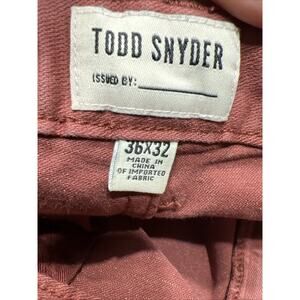 TODD SNYDER
ISSUED BY:
36X32
MADE IN
CHINA
OF IMPORTED
FABRIC